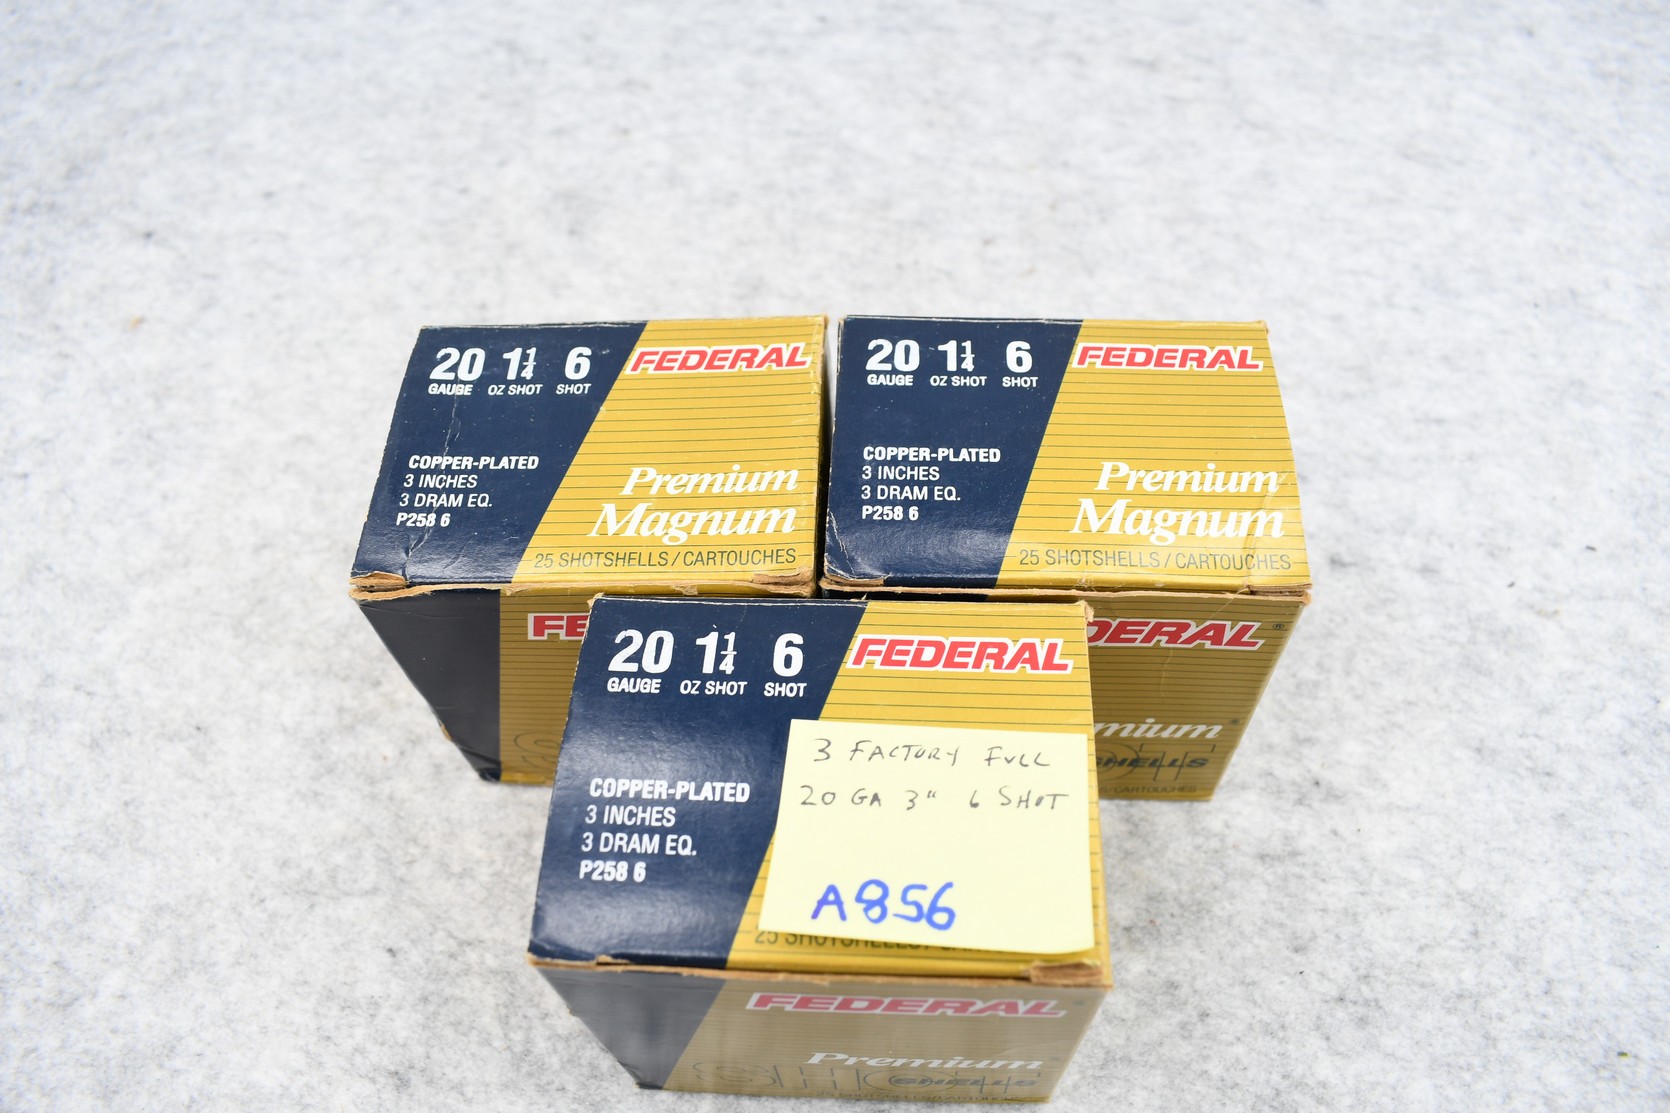 20 1¼ 6 FEDERAL
GAUGE OZ SHOT SHOT
COPPER-PLATED
3 INCHES
3 DRAM EQ.
P258 6
Premium
Magnum
25 SHOTSHELLS / CARTOUCHES
20 1¼ 6 FEDERAL
GAUGE OZ SHOT SHOT
COPPER-PLATED
3 INCHES
3 DRAM EQ.
P258 6
Premium
Magnum
25 SHOTSHELLS / CARTOUCHES
20 1¼ 6 FEDERAL
GAUGE OZ SHOT SHOT
COPPER-PLATED
3 INCHES
3 DRAM EQ.
P258 6
3 FACTORY FULL
20 GA 3" 6 SHOT
A856
FEDERAL
Premium